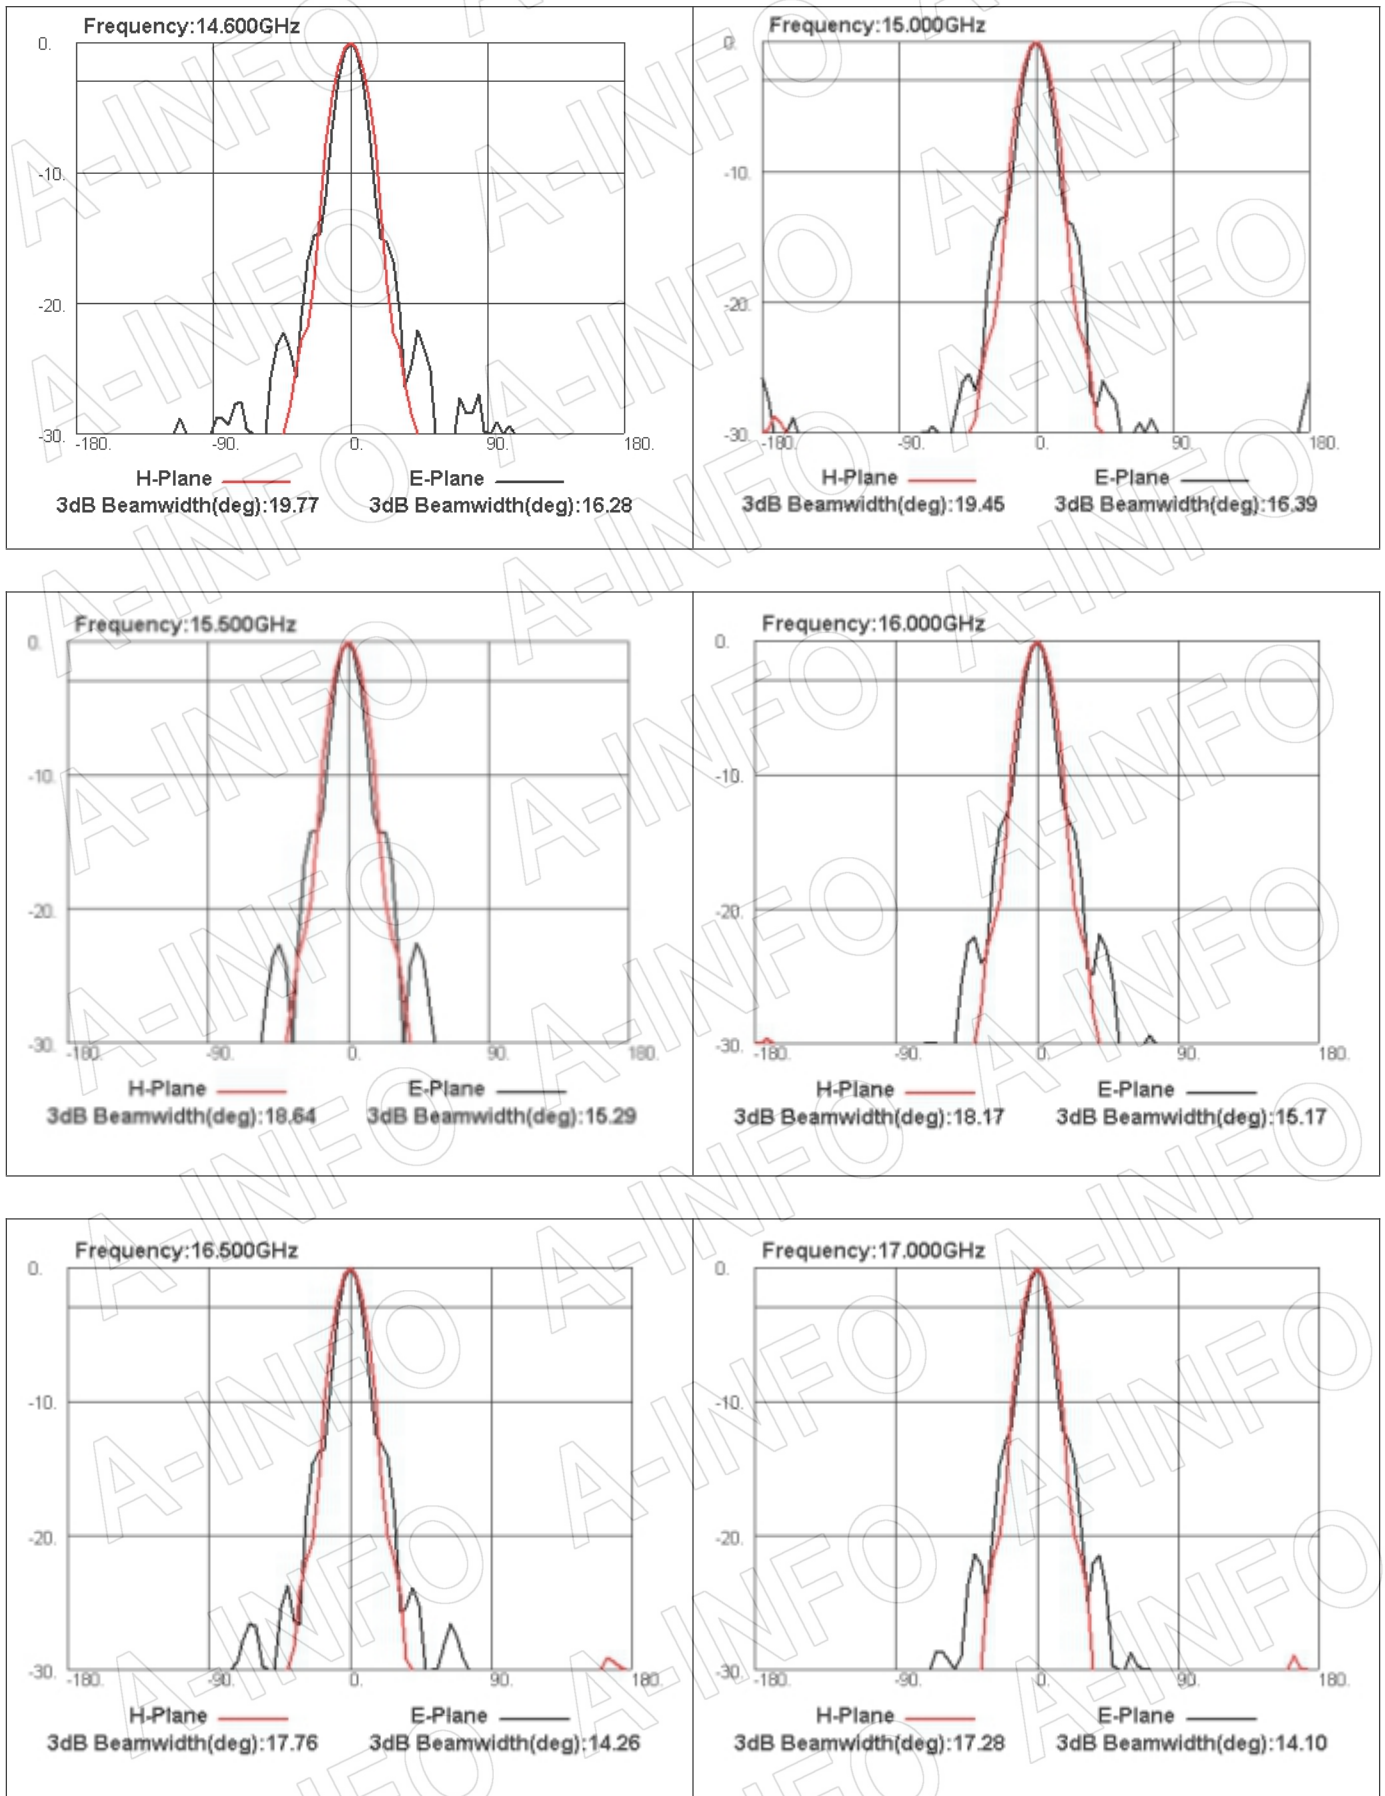 Frequency:14.600GHz
0.
-10.
-20.
-30.
-180. -90. 0. 90. 180.
H-Plane E-Plane
3dB Beamwidth(deg):19.77 3dB Beamwidth(deg):16.28
Frequency:15.000GHz
0.
-10.
-20.
-30.
-180. -90. 0. 90. 180.
H-Plane E-Plane
3dB Beamwidth(deg):19.45 3dB Beamwidth(deg):16.39
Frequency:15.500GHz
0.
-10.
-20.
-30.
-180. -90. 0. 90. 180.
H-Plane E-Plane
3dB Beamwidth(deg):18.64 3dB Beamwidth(deg):15.29
Frequency:16.000GHz
0.
-10.
-20.
-30.
-180. -90. 0. 90. 180.
H-Plane E-Plane
3dB Beamwidth(deg):18.17 3dB Beamwidth(deg):15.17
Frequency:16.500GHz
0.
-10.
-20.
-30.
-180. -90. 0. 90. 180.
H-Plane E-Plane
3dB Beamwidth(deg):17.76 3dB Beamwidth(deg):14.26
Frequency:17.000GHz
0.
-10.
-20.
-30.
-180. -90. 0. 90. 180.
H-Plane E-Plane
3dB Beamwidth(deg):17.28 3dB Beamwidth(deg):14.10
A-INFO